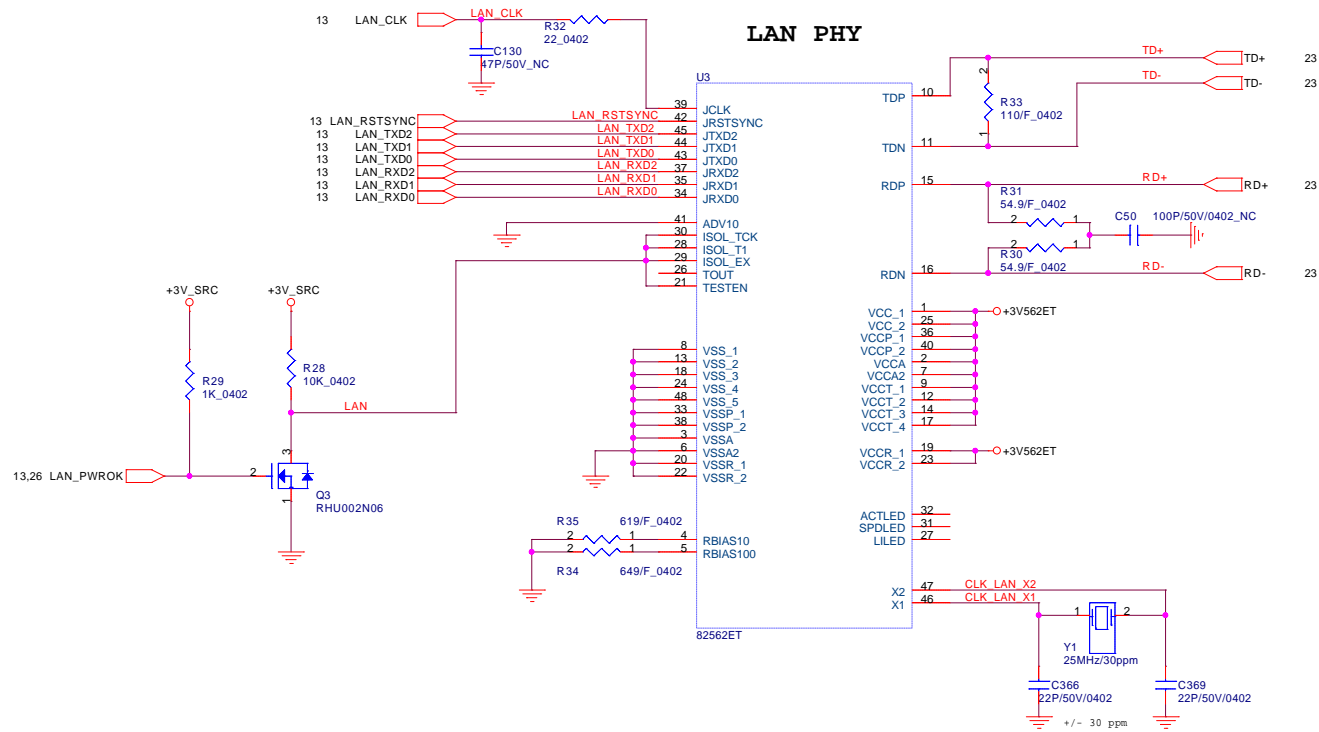 LAN PHY
13 LAN_CLK
LAN_CLK
R32
22_0402
C130
47P/50V_NC
U3
13 LAN_RSTSYNC
13 LAN_TXD2
13 LAN_TXD1
13 LAN_TXD0
13 LAN_RXD2
13 LAN_RXD1
13 LAN_RXD0
LAN_RSTSYNC
LAN_TXD2
LAN_TXD1
LAN_TXD0
LAN_RXD2
LAN_RXD1
LAN_RXD0
39 JCLK
42 JRSTSYNC
45 JTXD2
44 JTXD1
43 JTXD0
37 JRXD2
35 JRXD1
34 JRXD0
41 ADV10
30 ISOL_TCK
28 ISOL_T1
29 ISOL_EX
26 TOUT
21 TESTEN
8 VSS_1
13 VSS_2
18 VSS_3
24 VSS_4
48 VSS_5
33 VSSP_1
38 VSSP_2
3 VSSA
6 VSSA2
20 VSSR_1
22 VSSR_2
4 RBIAS10
5 RBIAS100
TDP 10
TDN 11
RDP 15
RDN 16
VCC_1 1
VCC_2 25
VCCP_1 36
VCCP_2 40
VCCA 2
VCCA2 7
VCCT_1 9
VCCT_2 12
VCCT_3 14
VCCT_4 17
VCCR_1 19
VCCR_2 23
ACTLED 32
SPDLED 31
LILED 27
X2 47
X1 46
82562ET
TD+
TD+ 23
TD-
TD- 23
2
R33
110/F_0402
1
RD+
RD+ 23
R31
54.9/F_0402
2 1
C50 100P/50V/0402_NC
2 1
R30
54.9/F_0402
RD-
RD- 23
+3V562ET
+3V562ET
+3V_SRC
+3V_SRC
R29
1K_0402
R28
10K_0402
LAN
13,26 LAN_PWROK
2
3
1
Q3
RHU002N06
R35 619/F_0402
2 1
2 1
R34 649/F_0402
CLK_LAN_X2
CLK_LAN_X1
1 2
Y1
25MHz/30ppm
C366
22P/50V/0402
C369
22P/50V/0402
+/- 30 ppm